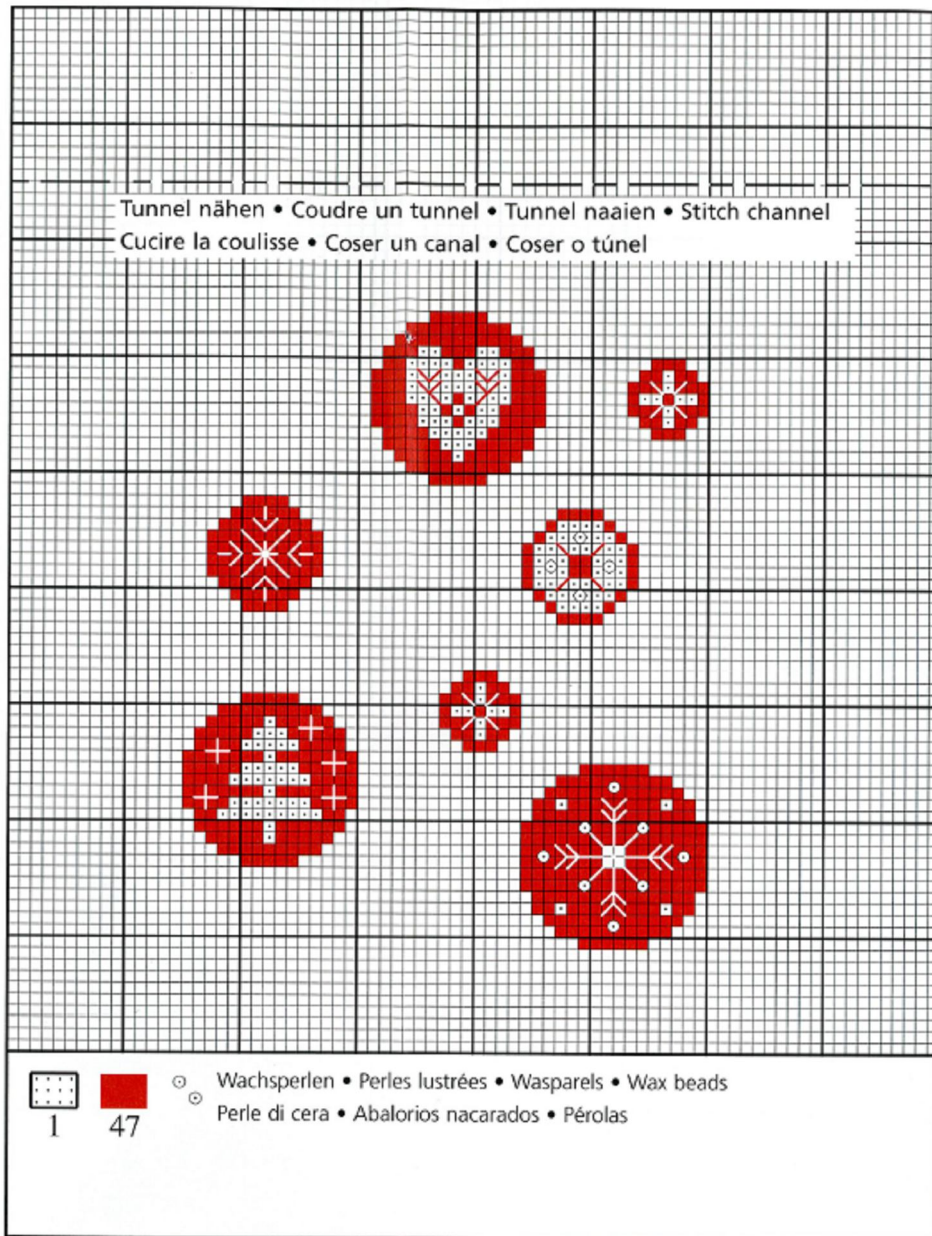 Tunnel nähen • Coudre un tunnel • Tunnel naaien • Stitch channel
Cucire la coulisse • Coser un canal • Coser o túnel
Wachsperlen • Perles lustrées • Wasparels • Wax beads
Perle di cera • Abalorios nacarados • Pérolas
1 47